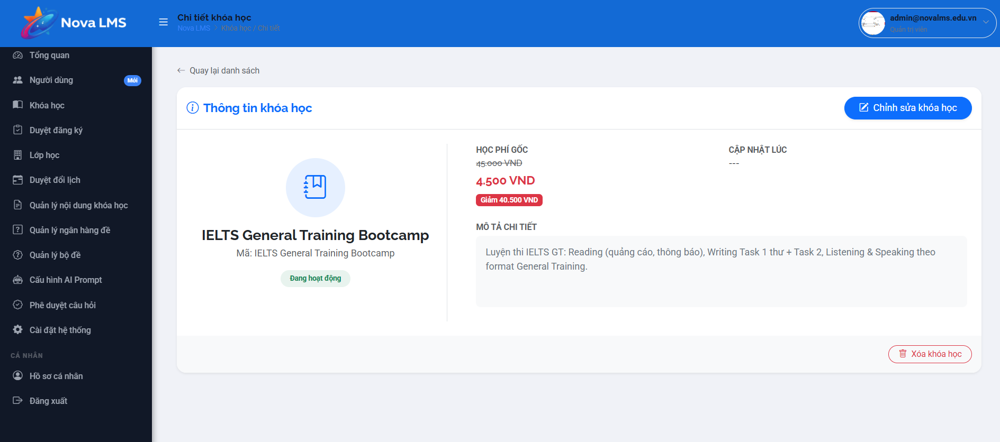 Nova LMS
Chi tiết khóa học
Nova LMS > Khóa học / Chi tiết
admin@novalms.edu.vn
Quản trị viên
Tổng quan
Người dùng
Mới
Khóa học
Duyệt đăng ký
Lớp học
Duyệt đổi lịch
Quản lý nội dung khóa học
Quản lý ngân hàng đề
Quản lý bộ đề
Cấu hình AI Prompt
Phê duyệt câu hỏi
Cài đặt hệ thống
CÁ NHÂN
Hồ sơ cá nhân
Đăng xuất
Quay lại danh sách
Thông tin khóa học
Chỉnh sửa khóa học
IELTS General Training Bootcamp
Mã: IELTS General Training Bootcamp
Đang hoạt động
HỌC PHÍ GỐC
45.000 VND
4.500 VND
Giảm 40.500 VND
CẬP NHẬT LÚC
---
MÔ TẢ CHI TIẾT
Luyện thi IELTS GT: Reading (quảng cáo, thông báo), Writing Task 1 thư + Task 2, Listening & Speaking theo
format General Training.
Xóa khóa học